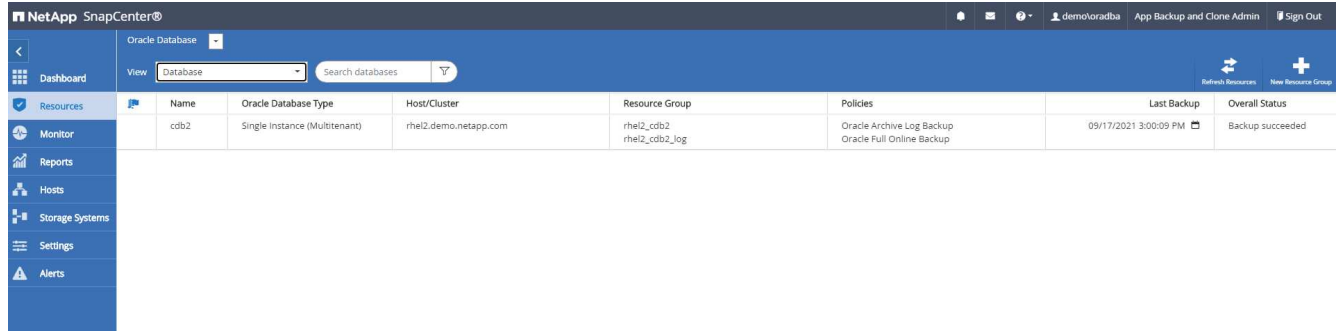 NetApp SnapCenter®
demo\oradba App Backup and Clone Admin Sign Out
Oracle Database
View Database Search databases
Refresh Resources New Resource Group
Dashboard
Resources
Monitor
Reports
Hosts
Storage Systems
Settings
Alerts
Name Oracle Database Type Host/Cluster Resource Group Policies Last Backup Overall Status
cdb2 Single Instance (Multitenant) rhel2.demo.netapp.com rhel2_cdb2 Oracle Archive Log Backup 09/17/2021 3:00:09 PM Backup succeeded
rhel2_cdb2_log Oracle Full Online Backup